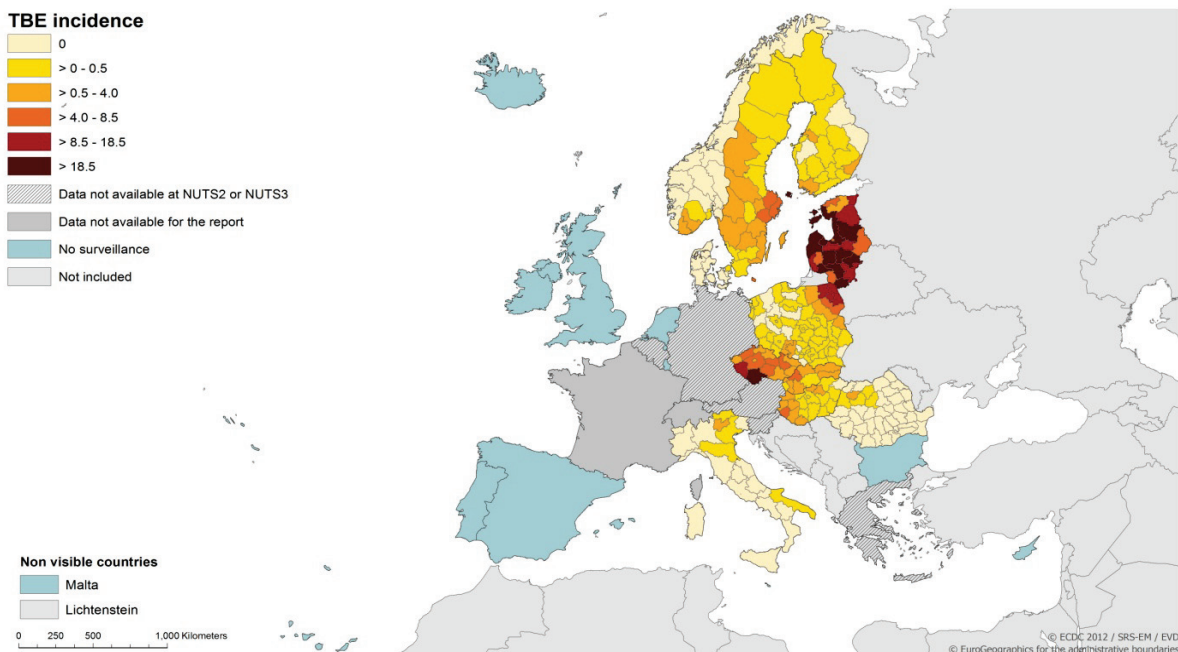 TBE incidence
0
> 0 - 0.5
> 0.5 - 4.0
> 4.0 - 8.5
> 8.5 - 18.5
> 18.5
Data not available at NUTS2 or NUTS3
Data not available for the report
No surveillance
Not included
Non visible countries
Malta
Lichtenstein
0 250 500 1,000 Kilometers
© ECDC 2012 / SRS-EM / EVD
© EuroGeographics for the administrative boundaries